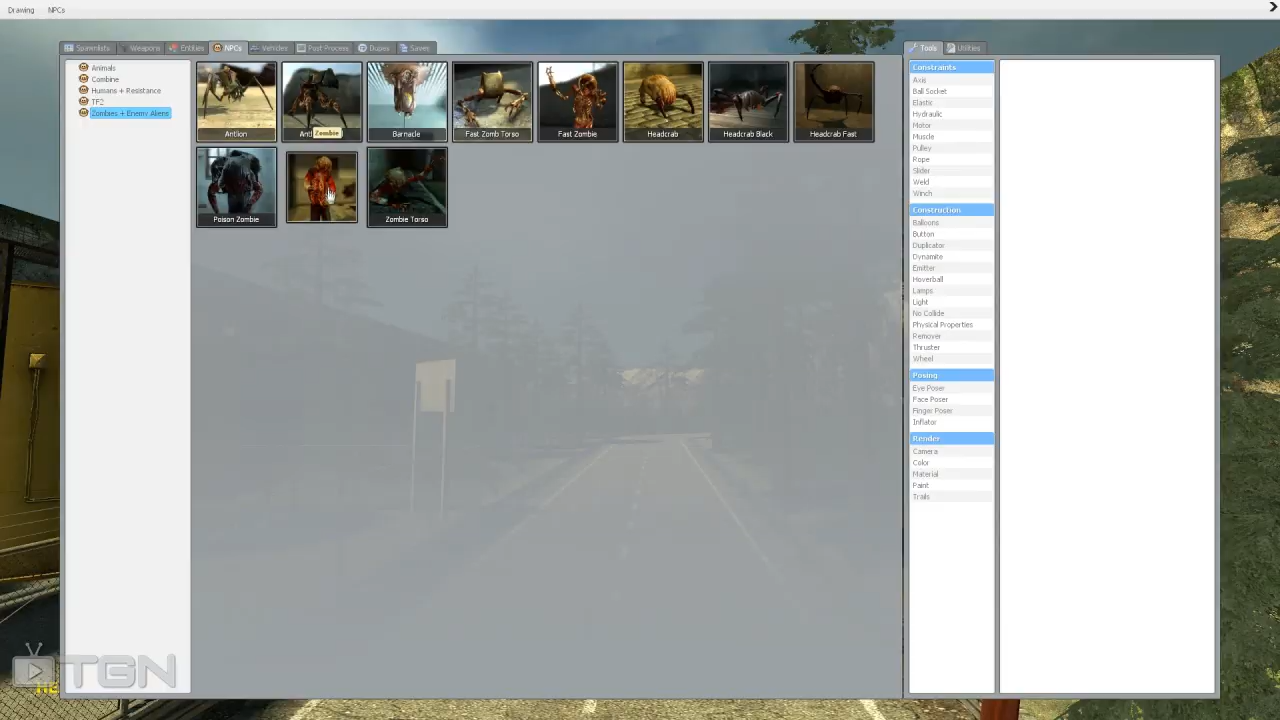 Drawing NPCs
Spawnlists Weapons Entities NPCs Vehicles Post Process Dupes Saves
Tools Utilities
Animals
Combine
Humans + Resistance
TF2
Zombies + Enemy Aliens
Antlion Zombie Barnacle Fast Zomb Torso Fast Zombie Headcrab Headcrab Black Headcrab Fast
Poison Zombie Zombie Torso
Constraints
Axis
Ball Socket
Elastic
Hydraulic
Motor
Muscle
Pulley
Rope
Slider
Weld
Winch
Construction
Balloons
Button
Duplicator
Dynamite
Emitter
Hoverball
Lamps
Light
No Collide
Physical Properties
Remover
Thruster
Wheel
Posing
Eye Poser
Face Poser
Finger Poser
Inflator
Render
Camera
Color
Material
Paint
Trails
TGN